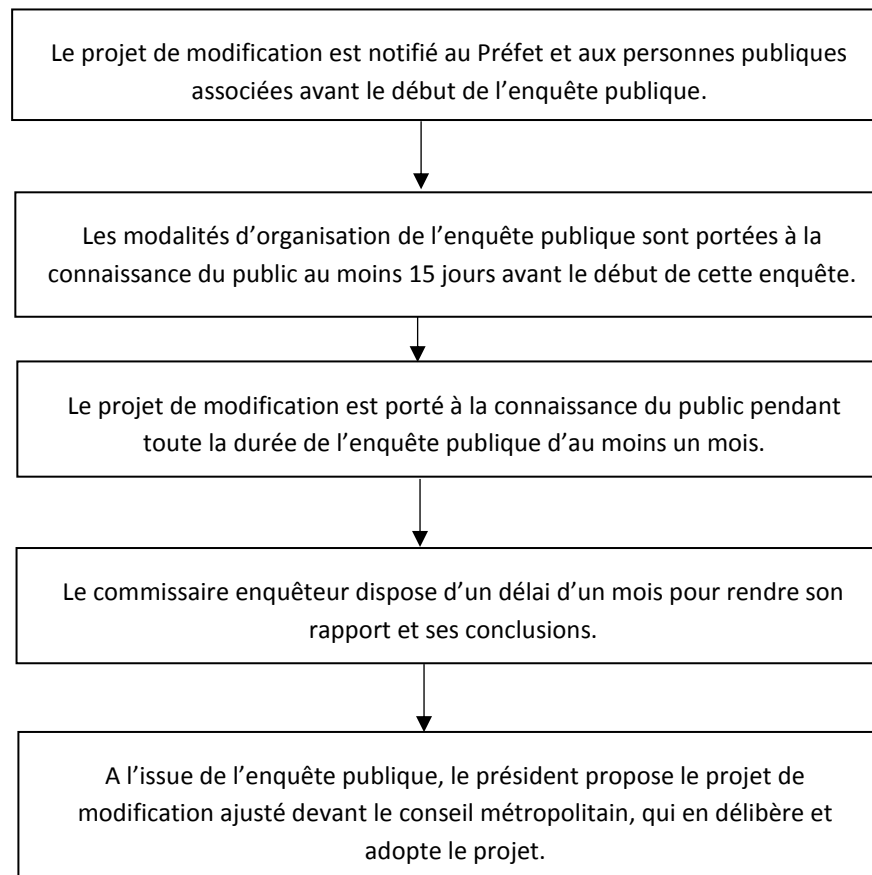 Le projet de modification est notifié au Préfet et aux personnes publiques
associées avant le début de l’enquête publique.
Les modalités d’organisation de l’enquête publique sont portées à la
connaissance du public au moins 15 jours avant le début de cette enquête.
Le projet de modification est porté à la connaissance du public pendant
toute la durée de l’enquête publique d’au moins un mois.
Le commissaire enquêteur dispose d’un délai d’un mois pour rendre son
rapport et ses conclusions.
A l’issue de l’enquête publique, le président propose le projet de
modification ajusté devant le conseil métropolitain, qui en délibère et
adopte le projet.